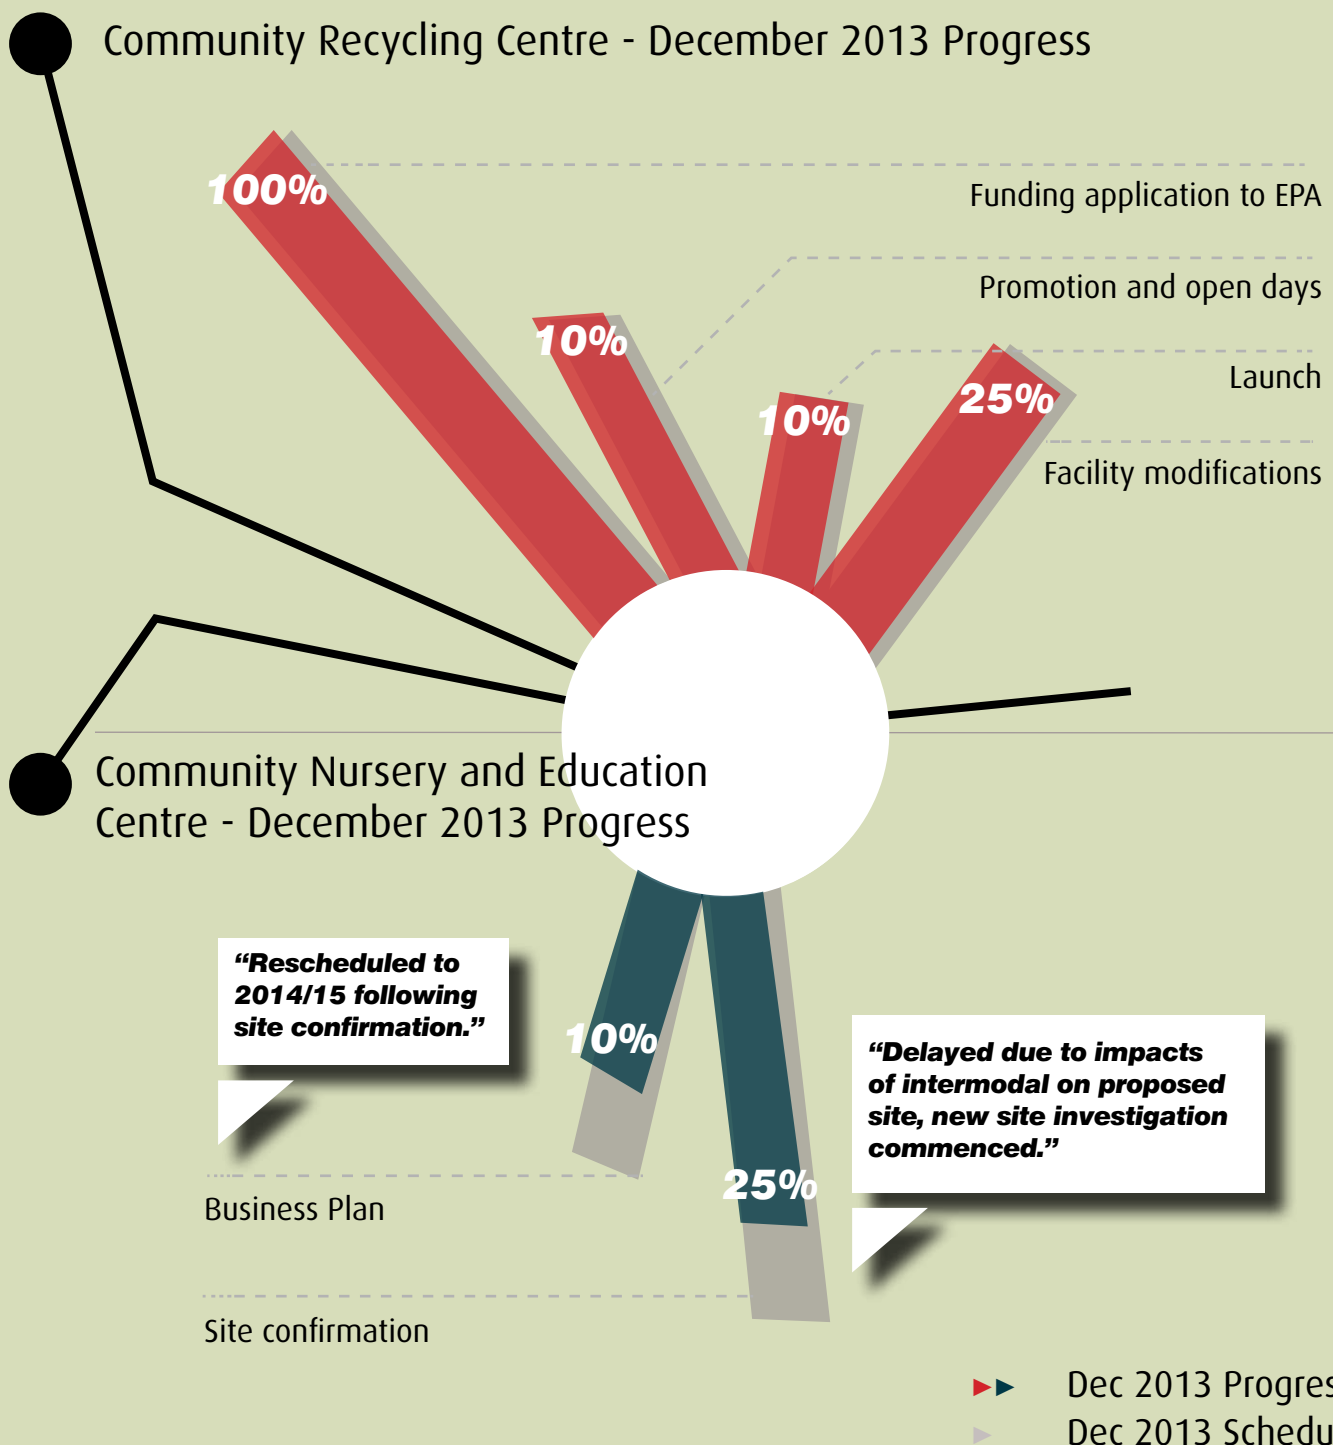 Community Recycling Centre - December 2013 Progress
100%
Funding application to EPA
Promotion and open days
10%
Launch
25%
10%
Facility modifications
Community Nursery and Education
Centre - December 2013 Progress
“Rescheduled to
2014/15 following
site confirmation.”
10%
“Delayed due to impacts
of intermodal on proposed
site, new site investigation
commenced.”
25%
Business Plan
Site confirmation
Dec 2013 Progres
Dec 2013 Schedu